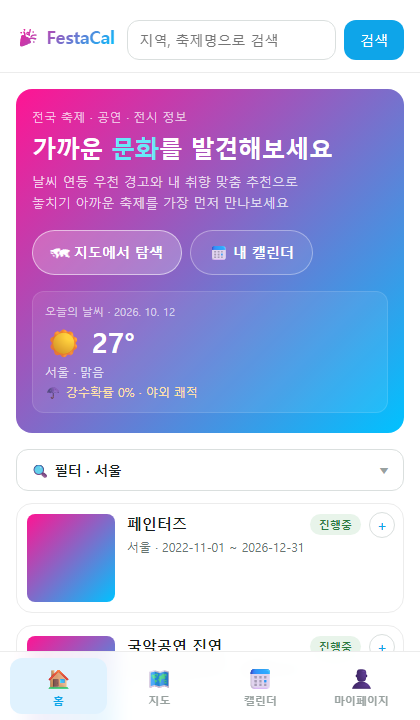 FestaCal
지역, 축제명으로 검색
검색
전국 축제 · 공연 · 전시 정보
가까운 문화를 발견해보세요
날씨 연동 우천 경고와 내 취향 맞춤 추천으로
놓치기 아까운 축제를 가장 먼저 만나보세요
지도에서 탐색
내 캘린더
오늘의 날씨 · 2026. 10. 12
27°
서울 · 맑음
강수확률 0% · 야외 쾌적
필터 · 서울
페인터즈
진행중
+
서울 · 2022-11-01 ~ 2026-12-31
국악공연 진연
진행중
+
홈
지도
캘린더
마이페이지